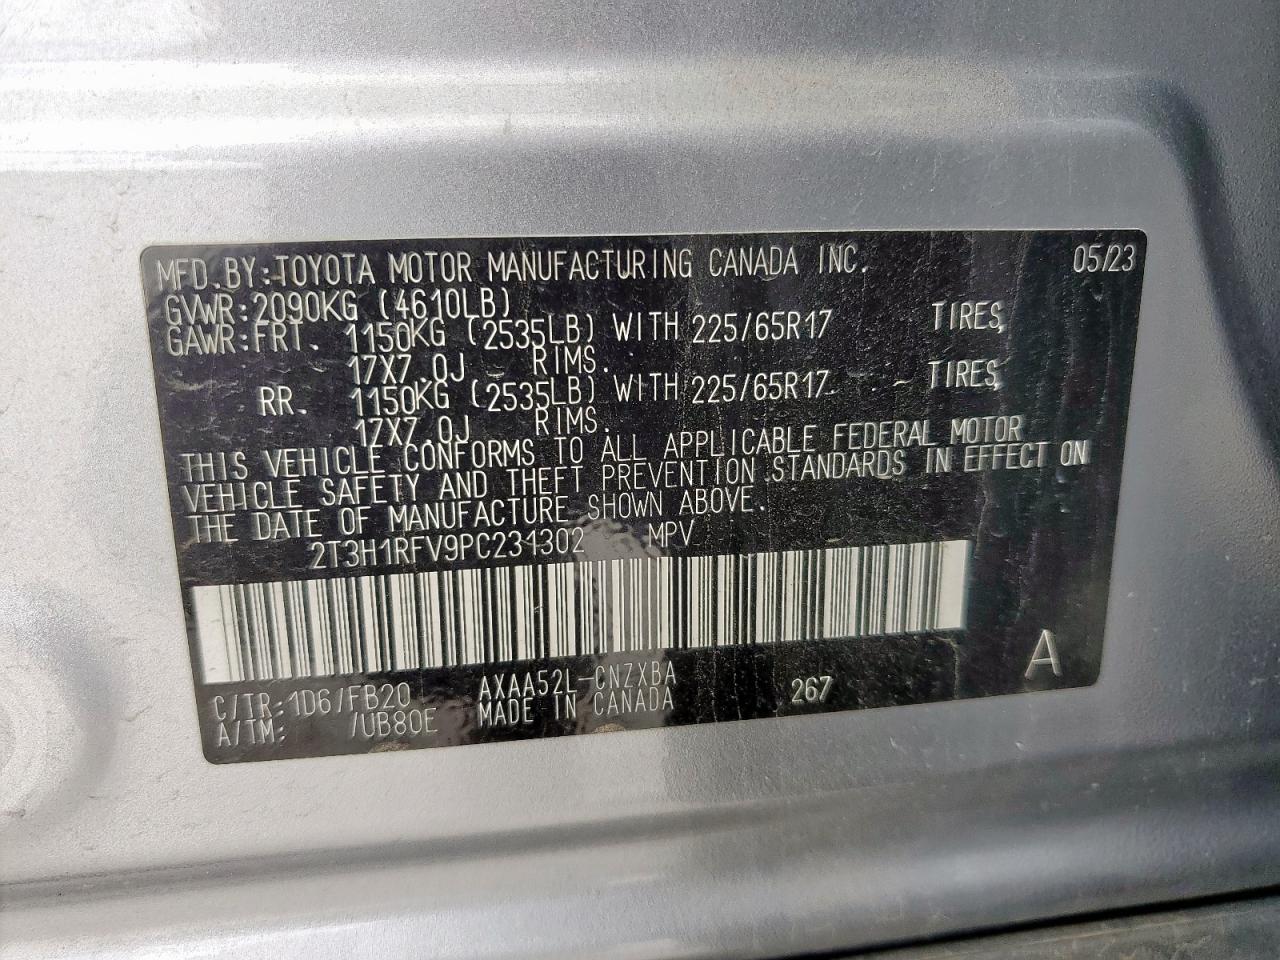 MFD.BY:TOYOTA MOTOR MANUFACTURING CANADA INC. 05/23
GVWR:2090KG (4610LB)
GAWR:FRT. 1150KG (2535LB) WITH 225/65R17 TIRES,
17X7.0J RIMS.
RR. 1150KG (2535LB) WITH 225/65R17 TIRES,
17X7.0J RIMS.
THIS VEHICLE CONFORMS TO ALL APPLICABLE FEDERAL MOTOR
VEHICLE SAFETY AND THEFT PREVENTION STANDARDS IN EFFECT ON
THE DATE OF MANUFACTURE SHOWN ABOVE.
2T3H1RFV9PC231302 MPV
C/TR:1D6/FB20 AXAA52L-CNZXBA 267 A
A/TM: /UB80E MADE IN CANADA